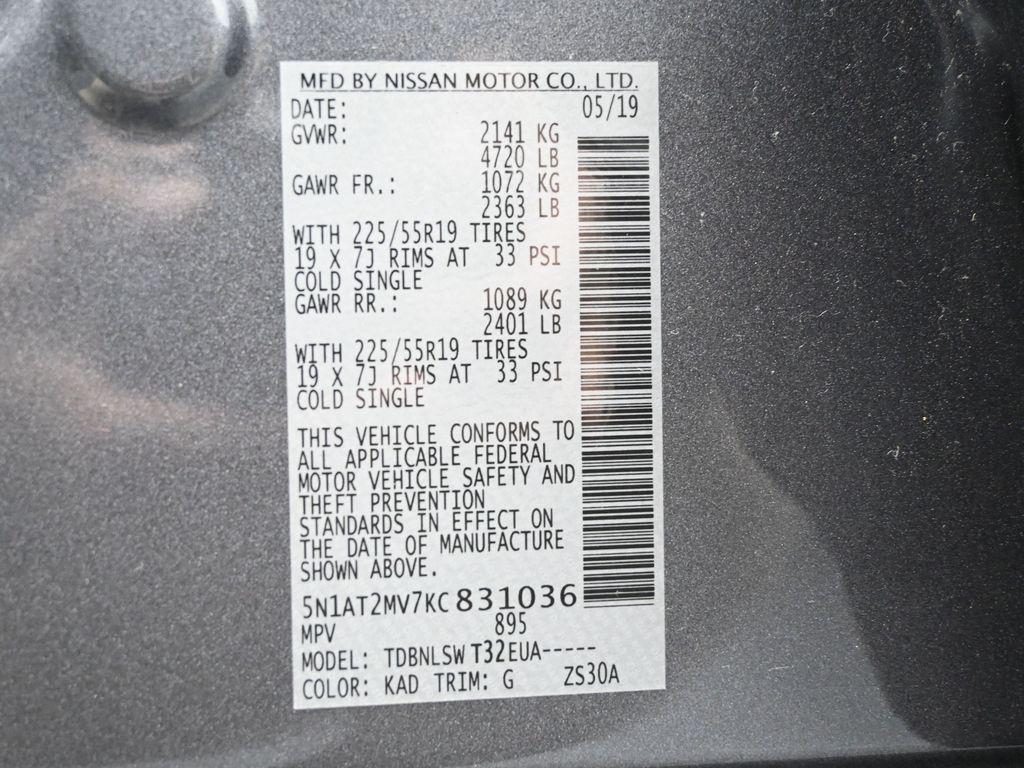 MFD BY NISSAN MOTOR CO., LTD.
DATE: 05/19
GVWR: 2141 KG
4720 LB
GAWR FR.: 1072 KG
2363 LB
WITH 225/55R19 TIRES
19 X 7J RIMS AT 33 PSI
COLD SINGLE
GAWR RR.: 1089 KG
2401 LB
WITH 225/55R19 TIRES
19 X 7J RIMS AT 33 PSI
COLD SINGLE
THIS VEHICLE CONFORMS TO
ALL APPLICABLE FEDERAL
MOTOR VEHICLE SAFETY AND
THEFT PREVENTION
STANDARDS IN EFFECT ON
THE DATE OF MANUFACTURE
SHOWN ABOVE.
5N1AT2MV7KC831036
MPV 895
MODEL: TDBNLSW T32EUA-----
COLOR: KAD TRIM: G ZS30A